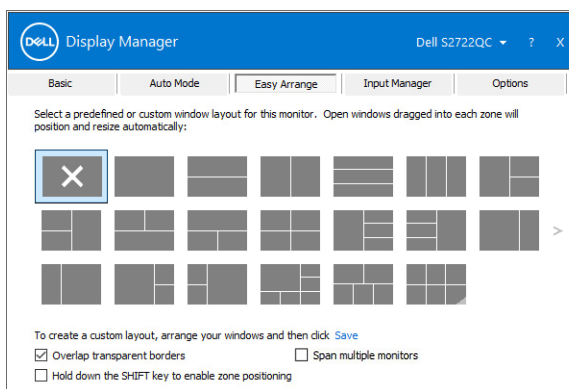 DELL Display Manager Dell S2722QC ? X
Basic Auto Mode Easy Arrange Input Manager Options
Select a predefined or custom window layout for this monitor. Open windows dragged into each zone will
position and resize automatically:
>
To create a custom layout, arrange your windows and then click Save
Overlap transparent borders Span multiple monitors
Hold down the SHIFT key to enable zone positioning